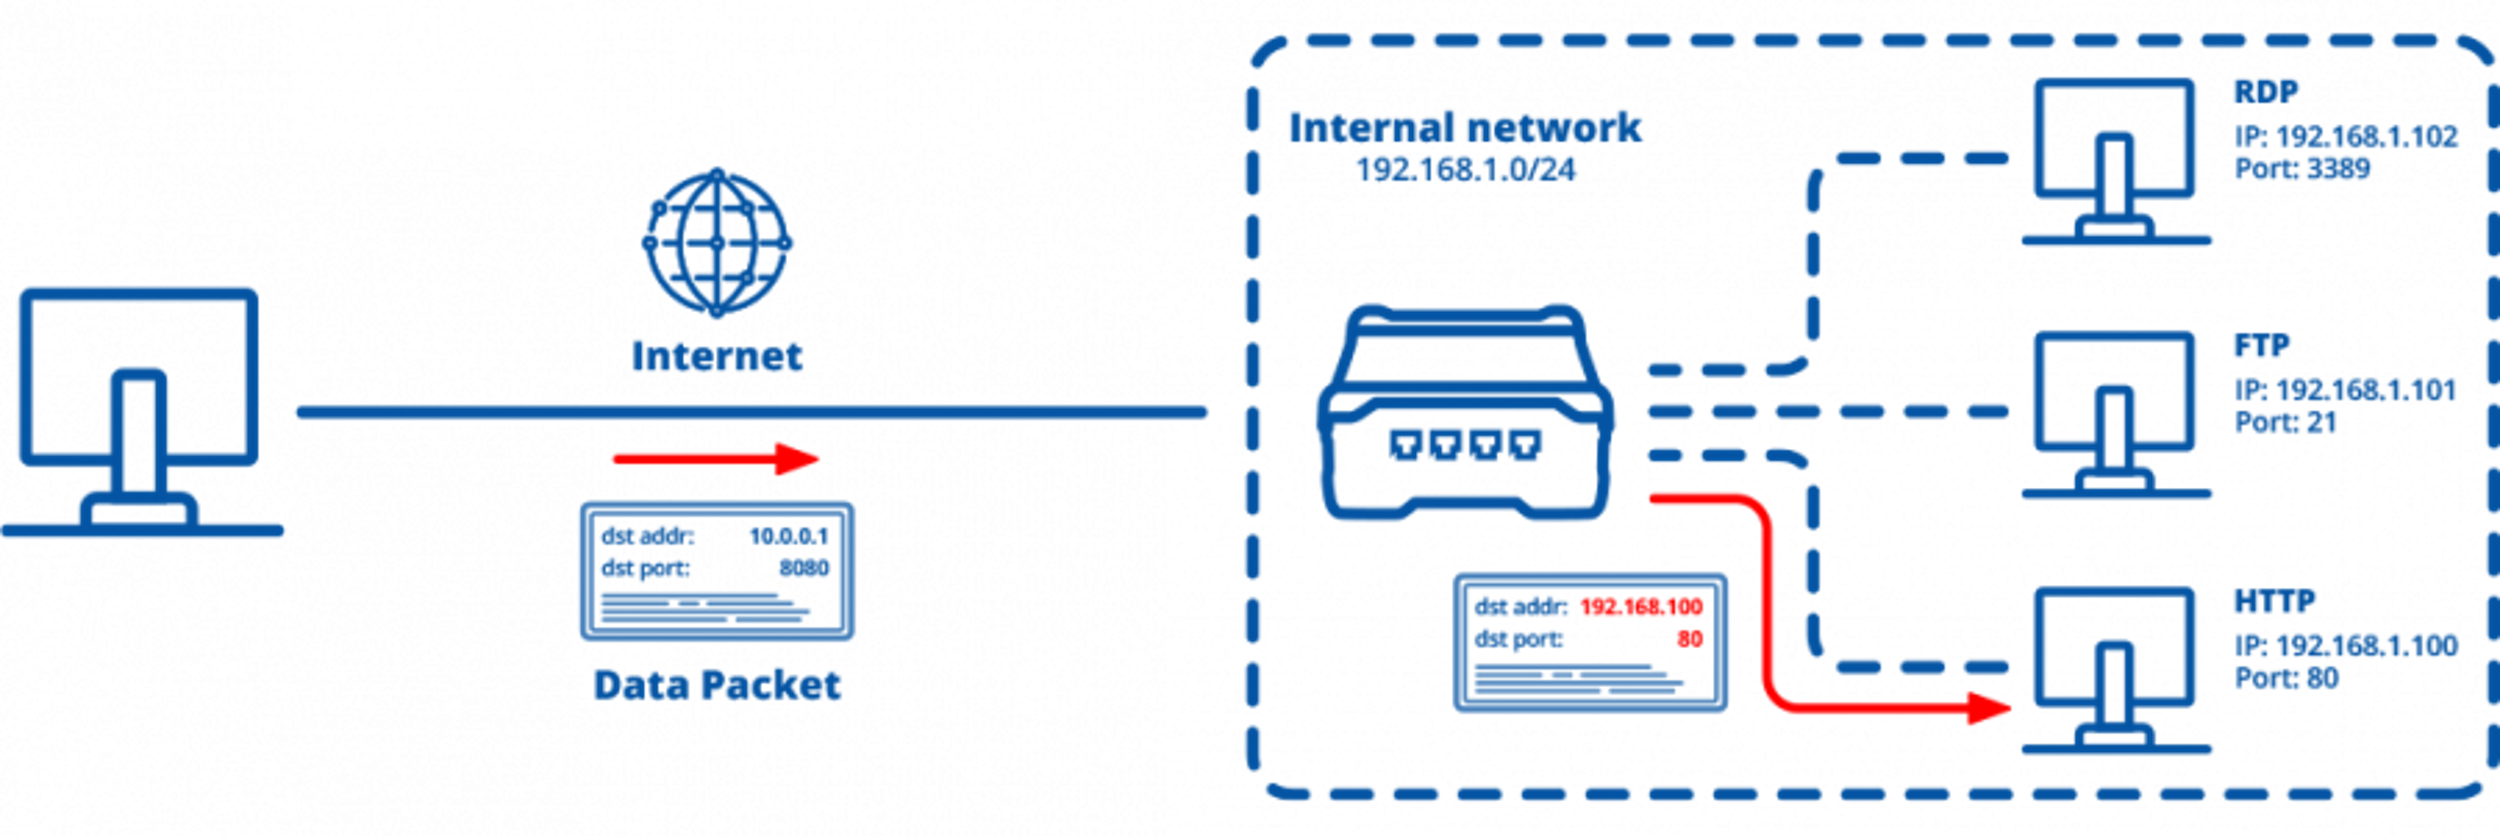 Internet
dst addr: 10.0.0.1
dst port: 8080
Data Packet
Internal network
192.168.1.0/24
dst addr: 192.168.100
dst port: 80
RDP
IP: 192.168.1.102
Port: 3389
FTP
IP: 192.168.1.101
Port: 21
HTTP
IP: 192.168.1.100
Port: 80